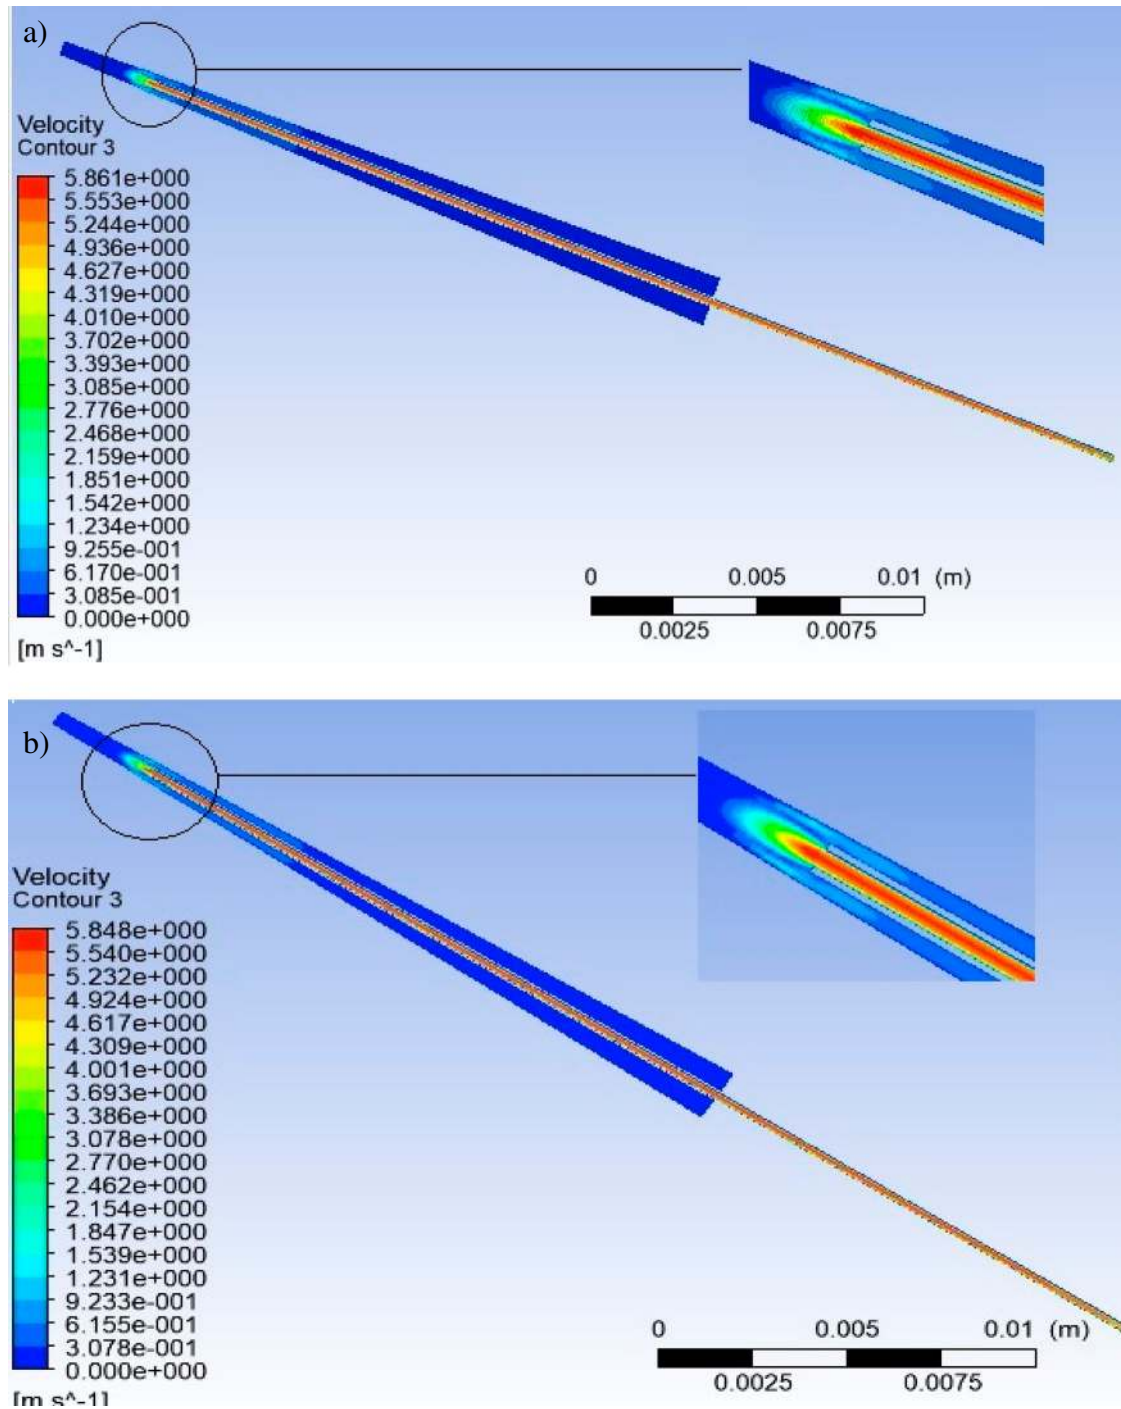 a)
Velocity
Contour 3
5.861e+000
5.553e+000
5.244e+000
4.936e+000
4.627e+000
4.319e+000
4.010e+000
3.702e+000
3.393e+000
3.085e+000
2.776e+000
2.468e+000
2.159e+000
1.851e+000
1.542e+000
1.234e+000
9.255e-001
6.170e-001
3.085e-001
0.000e+000
[m s^-1]
0 0.005 0.01 (m)
0.0025 0.0075
b)
Velocity
Contour 3
5.848e+000
5.540e+000
5.232e+000
4.924e+000
4.617e+000
4.309e+000
4.001e+000
3.693e+000
3.386e+000
3.078e+000
2.770e+000
2.462e+000
2.154e+000
1.847e+000
1.539e+000
1.231e+000
9.233e-001
6.155e-001
3.078e-001
0.000e+000
[m s^-1]
0 0.005 0.01 (m)
0.0025 0.0075